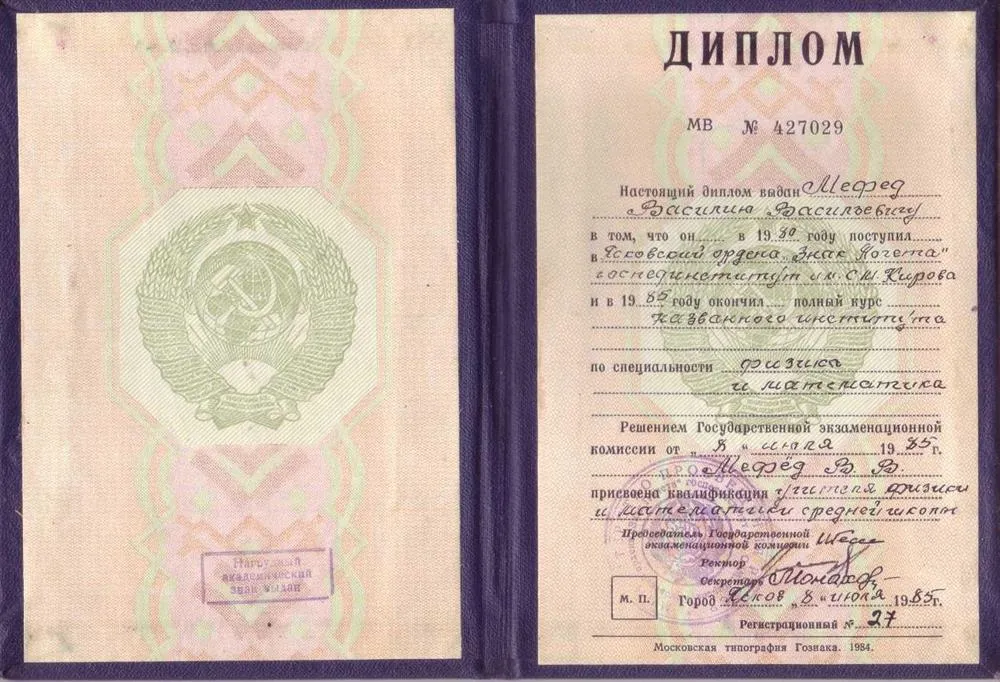 Нагрудный
академический
знак выдан
ДИПЛОМ
МВ № 427029
Настоящий диплом выдан Мефед
Василию Васильевичу
в том, что он...... в 1980 году поступил......
в Псковский ордена "Знак Почета"
госпединститут им. С.М. Кирова
и в 1985 году окончил.... полный курс
названного института
по специальности физика
и математика
Решением Государственной экзаменационной
комиссии от „8“ июля 1985 г.
Мефёд В. В.
присвоена квалификация учителя физики
и математики средней школы
Председатель Государственной
экзаменационной комиссии
Ректор
Секретарь
М. П. Город Псков „8“ июля 1985 г.
Регистрационный № 27
Московская типография Гознака. 1984.